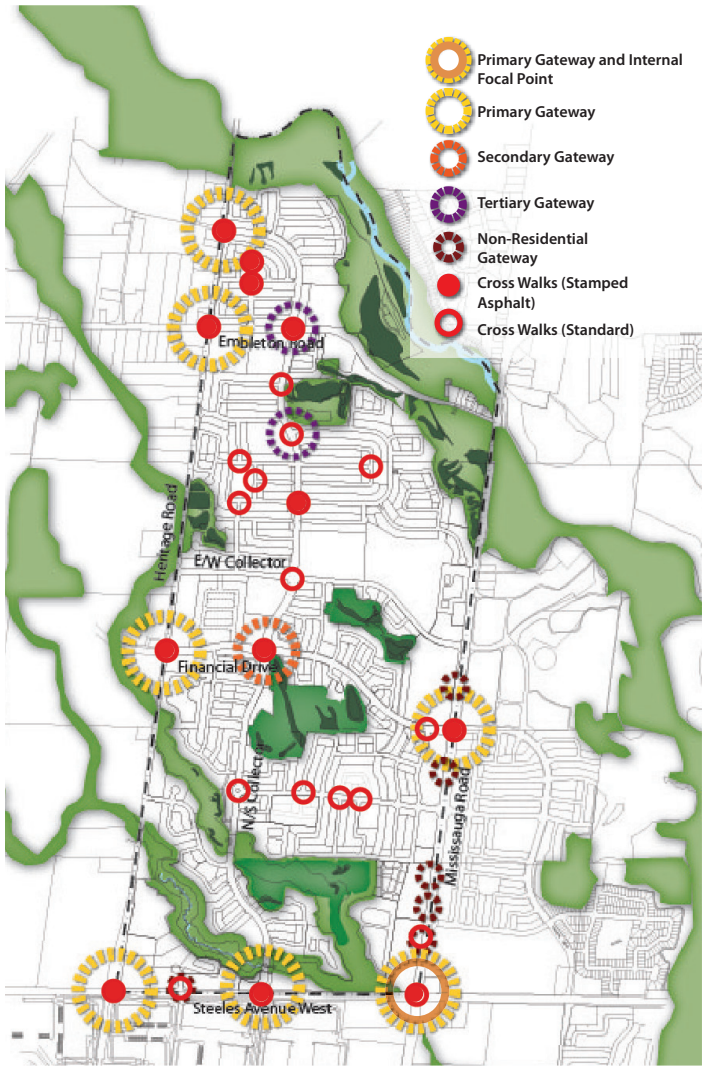 Primary Gateway and Internal
Focal Point
Primary Gateway
Secondary Gateway
Tertiary Gateway
Non-Residential
Gateway
Cross Walks (Stamped
Asphalt)
Cross Walks (Standard)
Embleton Road
Heritage Road
E/W Collector
Financial Drive
N/S Collector
Mississauga Road
Steeles Avenue West